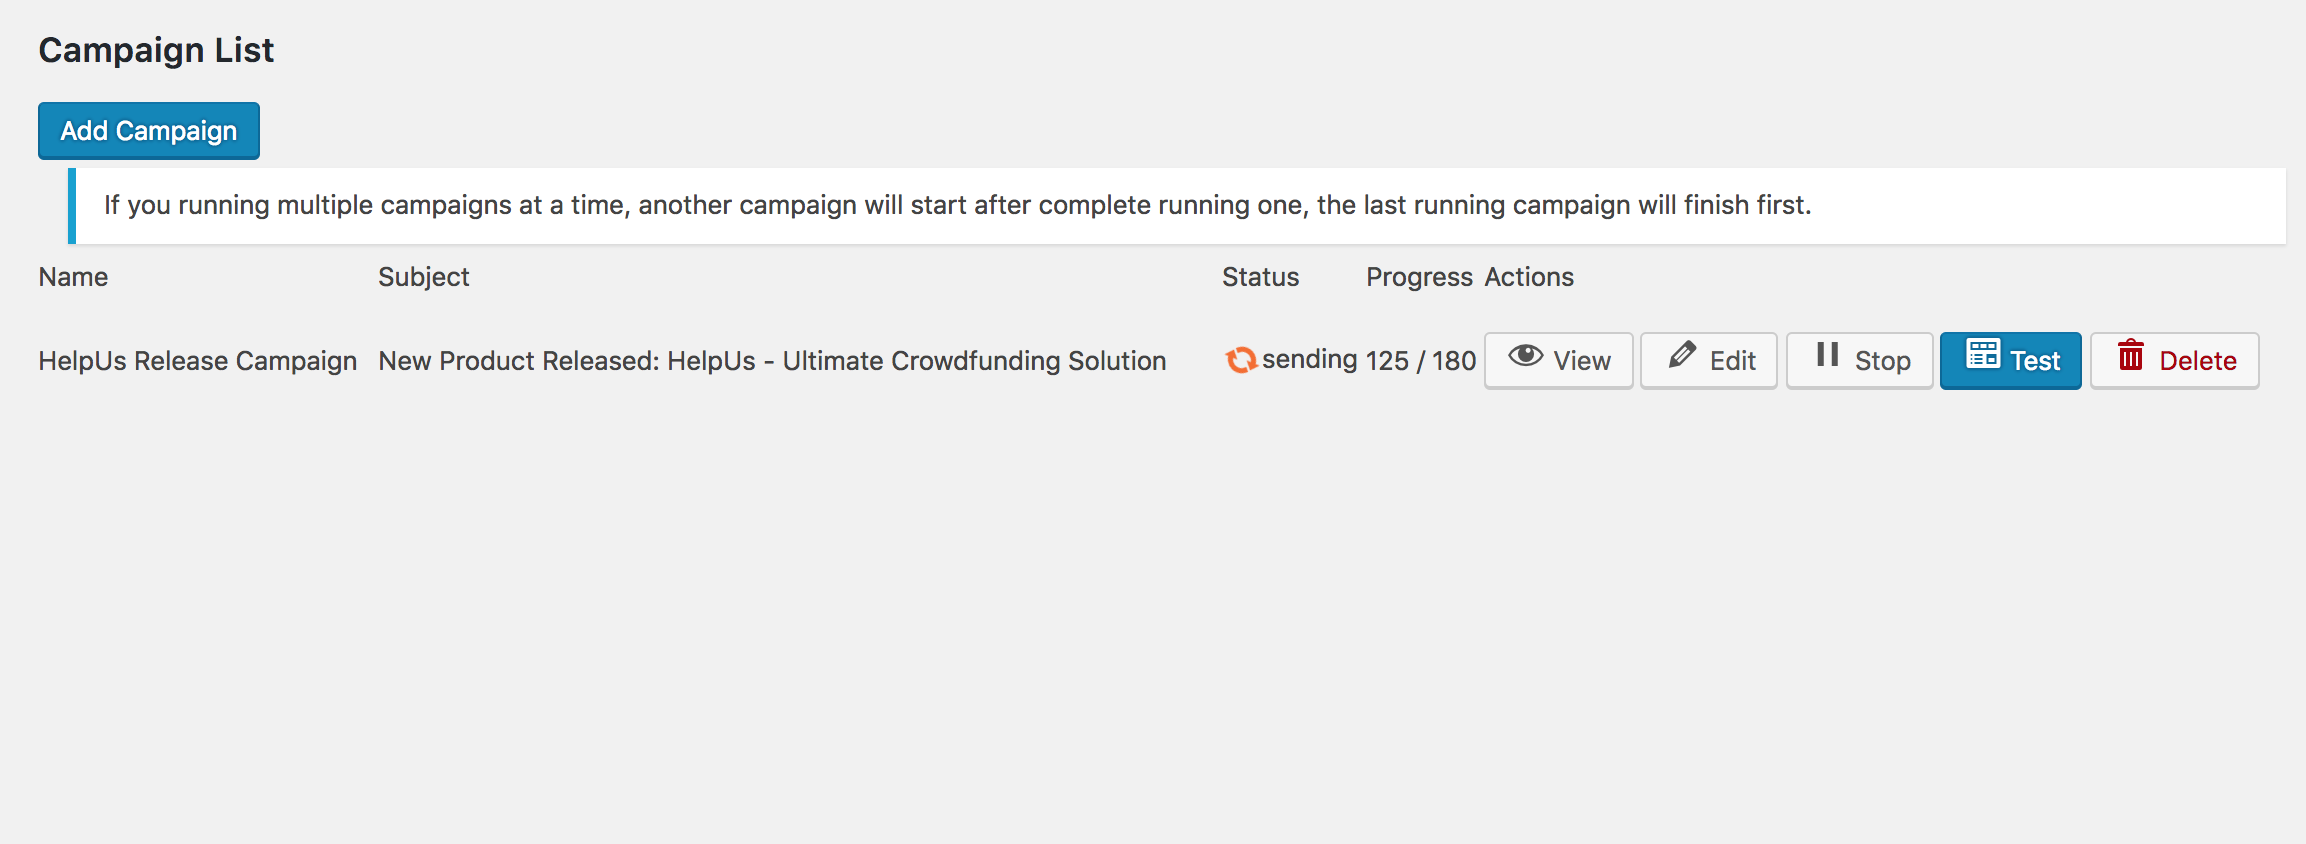 Campaign List
Add Campaign
If you running multiple campaigns at a time, another campaign will start after complete running one, the last running campaign will finish first.
Name Subject Status Progress Actions
HelpUs Release Campaign New Product Released: HelpUs - Ultimate Crowdfunding Solution sending 125 / 180 View Edit Stop Test Delete